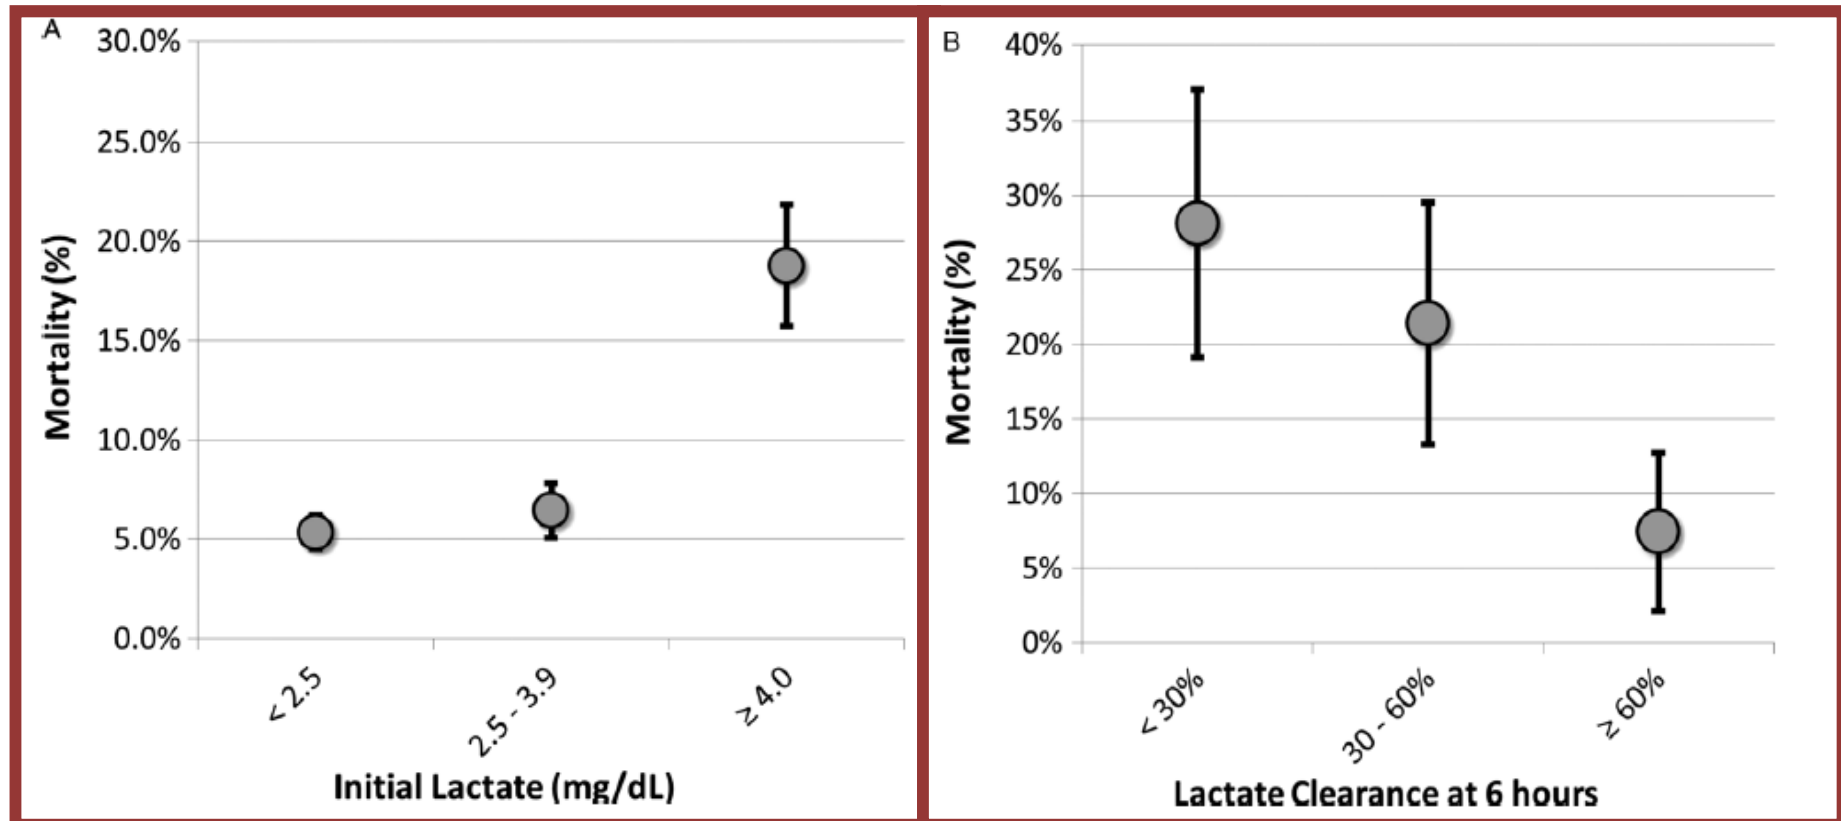 A
30.0%
25.0%
20.0%
15.0%
10.0%
5.0%
0.0%
Mortality (%)
< 2.5
2.5 - 3.9
≥ 4.0
Initial Lactate (mg/dL)
B
40%
35%
30%
25%
20%
15%
10%
5%
0%
Mortality (%)
< 30%
30 - 60%
≥ 60%
Lactate Clearance at 6 hours